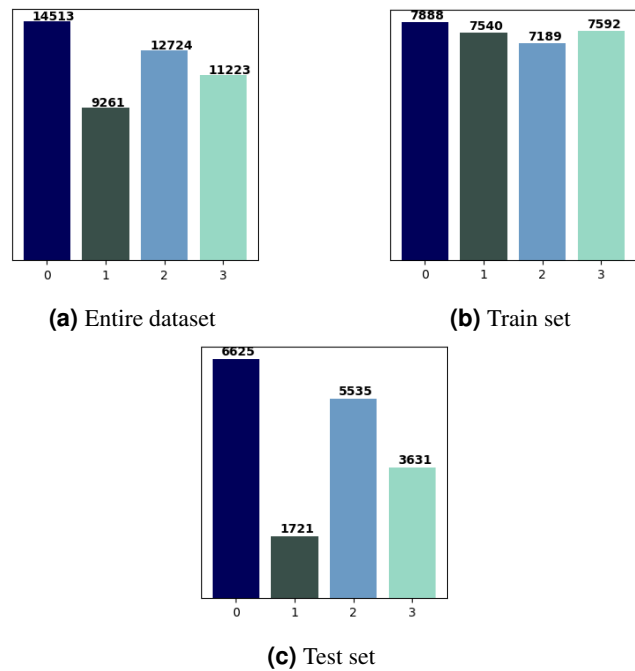 14513
9261
12724
11223
0 1 2 3
(a) Entire dataset
7888
7540
7189
7592
0 1 2 3
(b) Train set
6625
1721
5535
3631
0 1 2 3
(c) Test set